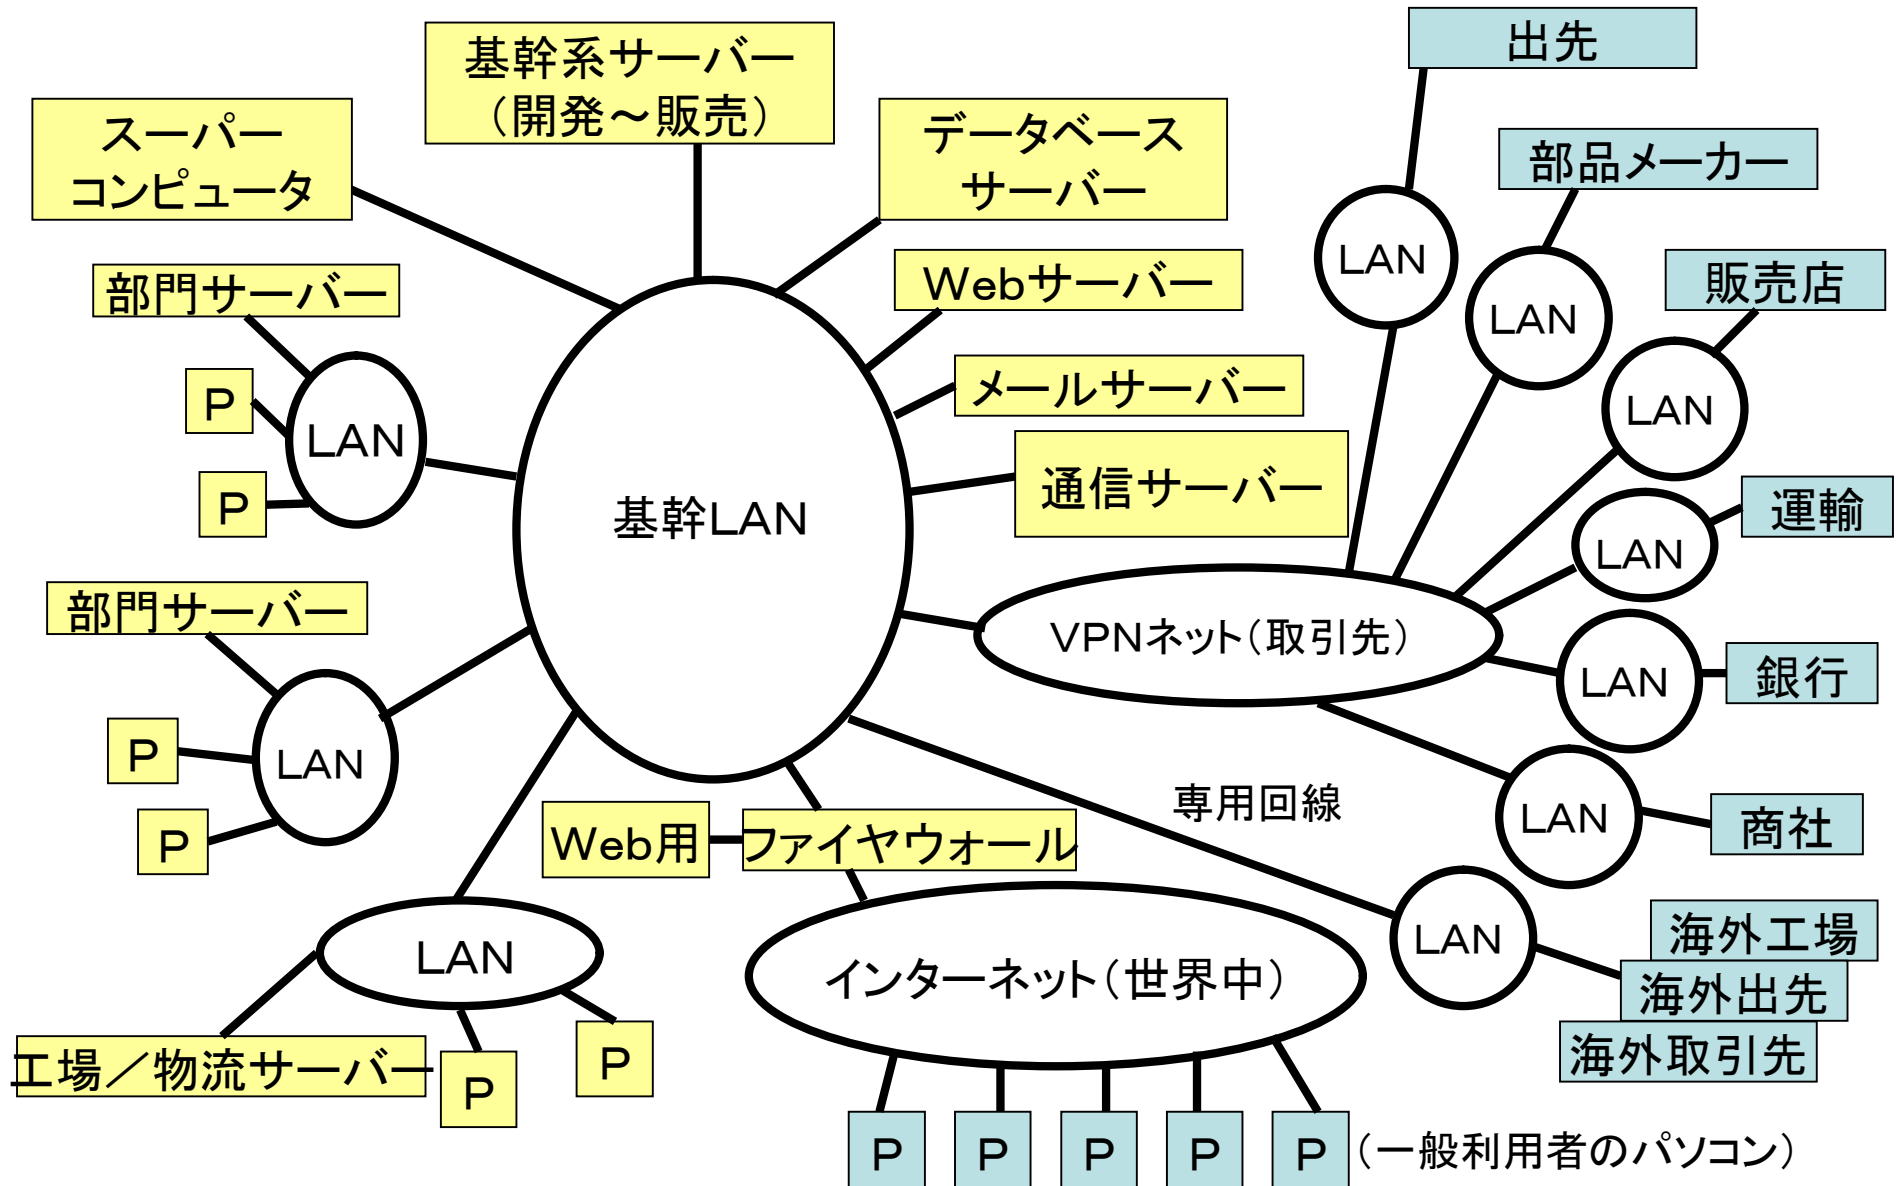 出先
基幹系サーバー
（開発～販売）
スーパー
コンピュータ
データベース
サーバー
部品メーカー
LAN
Webサーバー
販売店
部門サーバー
LAN
メールサーバー
P
LAN
LAN
通信サーバー
運輸
P
基幹LAN
LAN
部門サーバー
VPNネット（取引先）
銀行
LAN
P
LAN
専用回線
P
Web用
ファイヤウォール
LAN
商社
LAN
インターネット（世界中）
LAN
海外工場
海外出先
海外取引先
工場／物流サーバー
P
P
P
P
P
P
P
（一般利用者のパソコン）